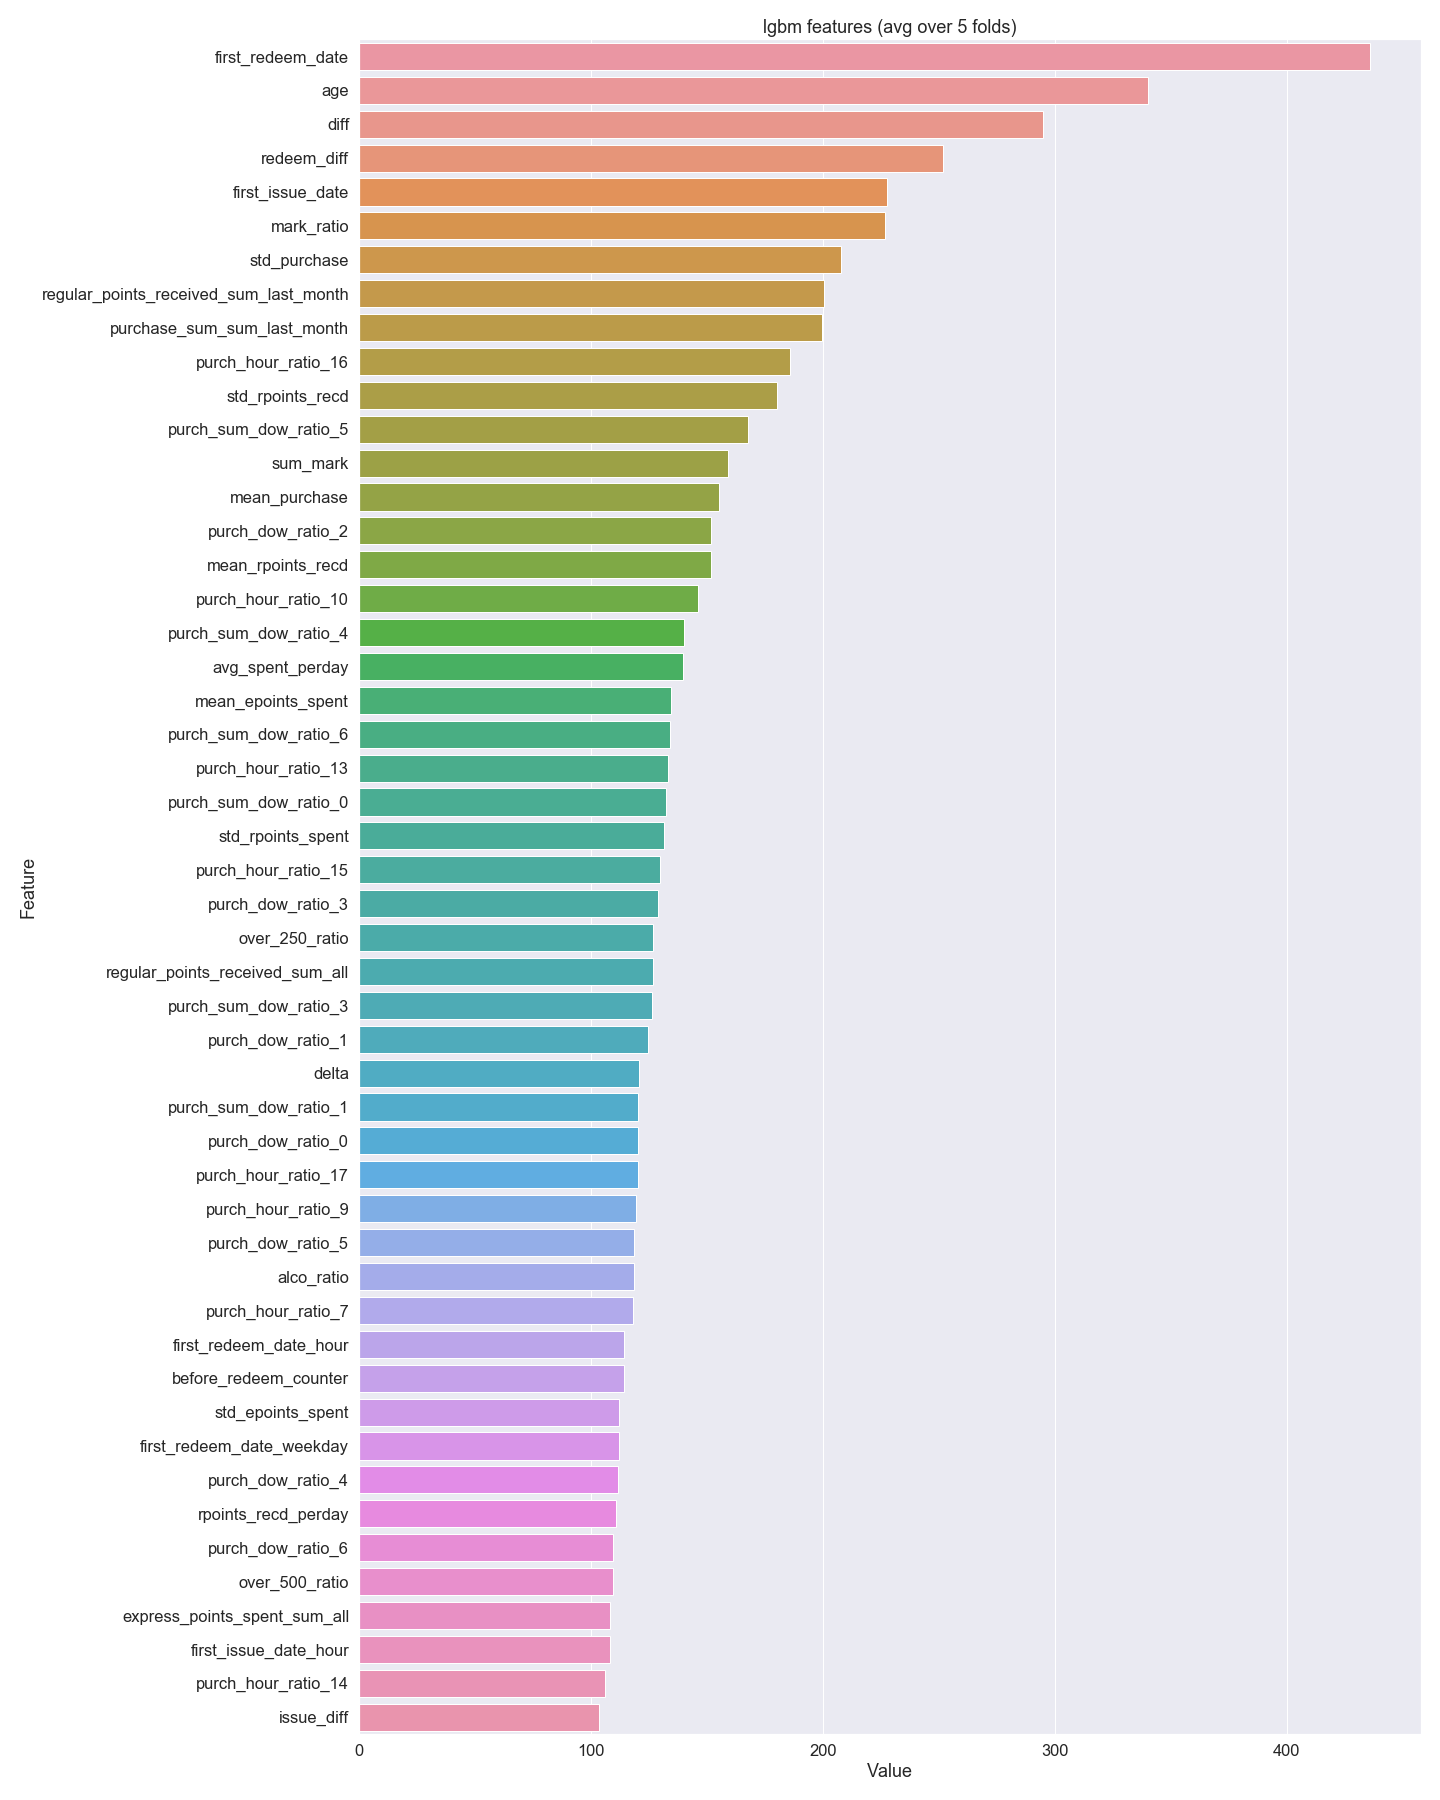 lgbm features (avg over 5 folds)
first_redeem_date
age
diff
redeem_diff
first_issue_date
mark_ratio
std_purchase
regular_points_received_sum_last_month
purchase_sum_sum_last_month
purch_hour_ratio_16
std_rpoints_recd
purch_sum_dow_ratio_5
sum_mark
mean_purchase
purch_dow_ratio_2
mean_rpoints_recd
purch_hour_ratio_10
purch_sum_dow_ratio_4
avg_spent_perday
mean_epoints_spent
purch_sum_dow_ratio_6
purch_hour_ratio_13
purch_sum_dow_ratio_0
std_rpoints_spent
purch_hour_ratio_15
purch_dow_ratio_3
over_250_ratio
regular_points_received_sum_all
purch_sum_dow_ratio_3
purch_dow_ratio_1
delta
purch_sum_dow_ratio_1
purch_dow_ratio_0
purch_hour_ratio_17
purch_hour_ratio_9
purch_dow_ratio_5
alco_ratio
purch_hour_ratio_7
first_redeem_date_hour
before_redeem_counter
std_epoints_spent
first_redeem_date_weekday
purch_dow_ratio_4
rpoints_recd_perday
purch_dow_ratio_6
over_500_ratio
express_points_spent_sum_all
first_issue_date_hour
purch_hour_ratio_14
issue_diff
Feature
0 100 200 300 400
Value